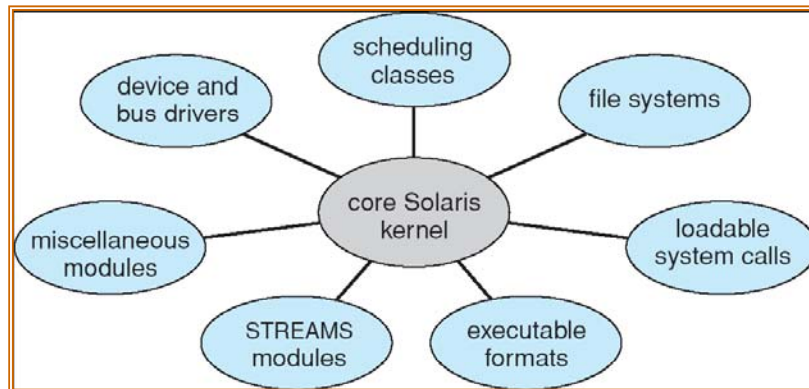 scheduling
classes
device and
bus drivers
file systems
core Solaris
kernel
miscellaneous
modules
loadable
system calls
STREAMS
modules
executable
formats